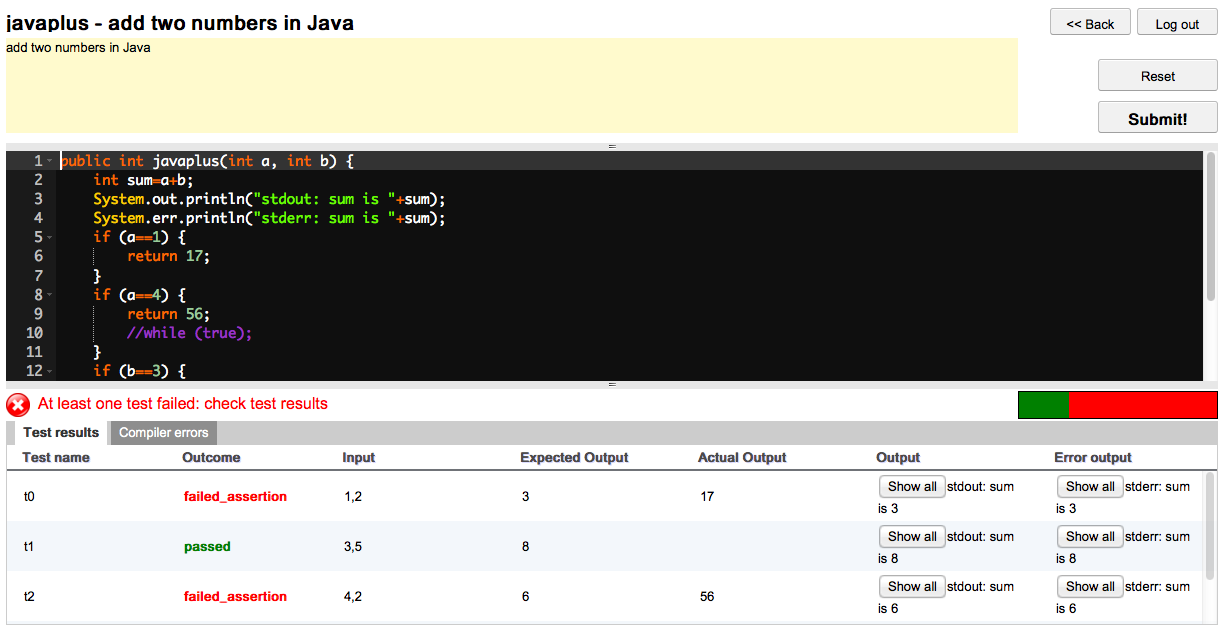 javaplus - add two numbers in Java
<< Back
Log out
add two numbers in Java
Reset
Submit!
1 public int javaplus(int a, int b) {
2 int sum=a+b;
3 System.out.println("stdout: sum is "+sum);
4 System.err.println("stderr: sum is "+sum);
5 if (a==1) {
6 return 17;
7 }
8 if (a==4) {
9 return 56;
10 //while (true);
11 }
12 if (b==3) {
At least one test failed: check test results
Test results Compiler errors
Test name Outcome Input Expected Output Actual Output Output Error output
t0 failed_assertion 1,2 3 17 Show all stdout: sum is 3 Show all stderr: sum is 3
t1 passed 3,5 8 Show all stdout: sum is 8 Show all stderr: sum is 8
t2 failed_assertion 4,2 6 56 Show all stdout: sum is 6 Show all stderr: sum is 6